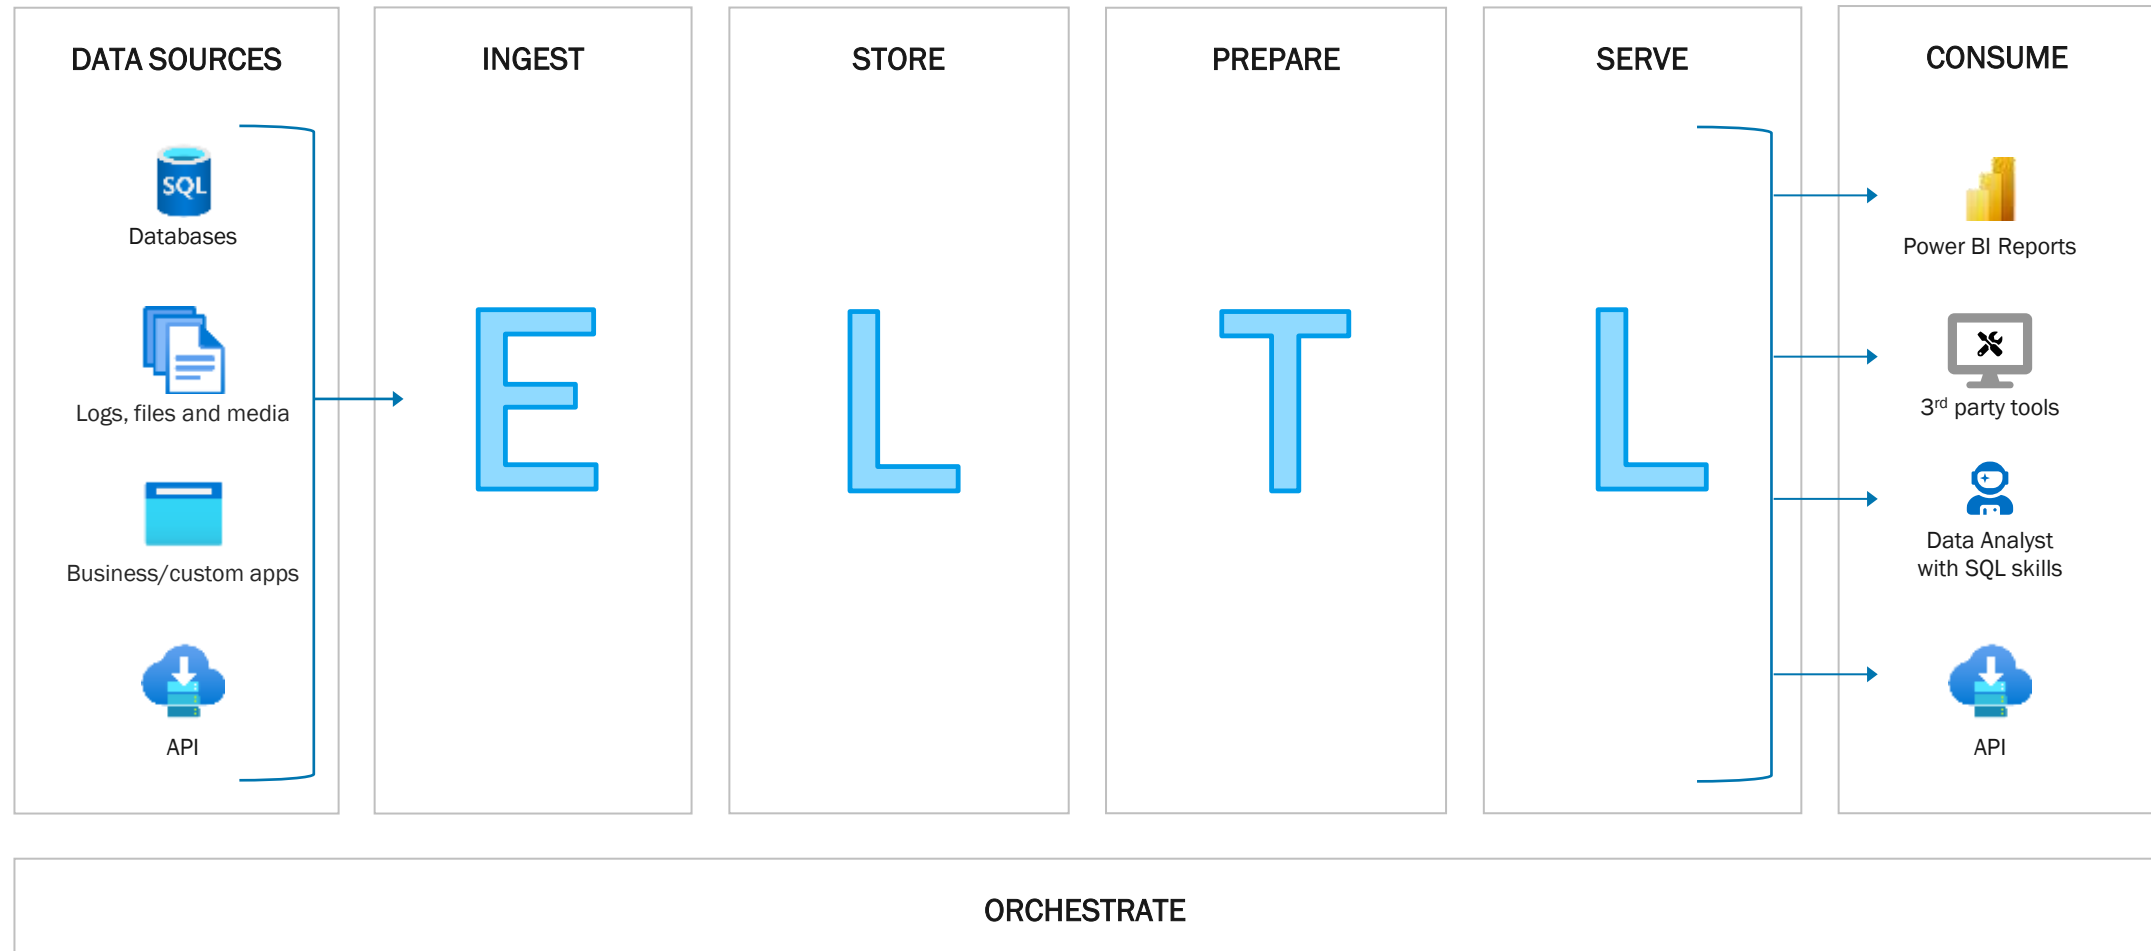 DATA SOURCES
SQL
Databases
Logs, files and media
Business/custom apps
API
INGEST
E
STORE
L
PREPARE
T
SERVE
L
CONSUME
Power BI Reports
3rd party tools
Data Analyst
with SQL skills
API
ORCHESTRATE